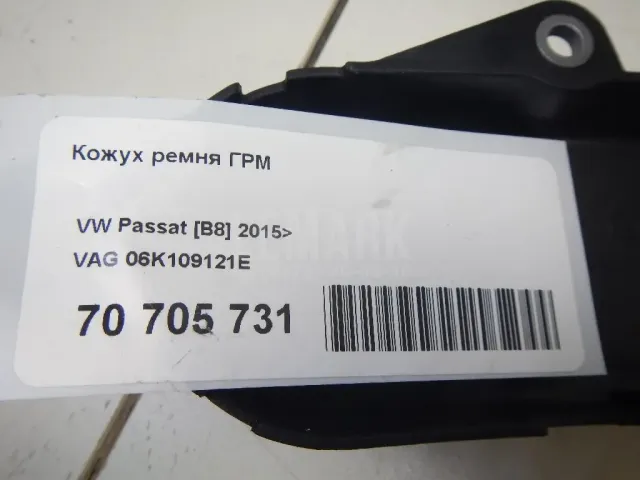 Кожух ремня ГРМ
VW Passat [B8] 2015>
VAG 06K109121E
70 705 731